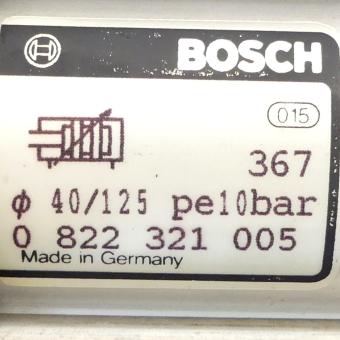 BOSCH
015
367
φ 40/125 pe10bar
0 822 321 005
Made in Germany